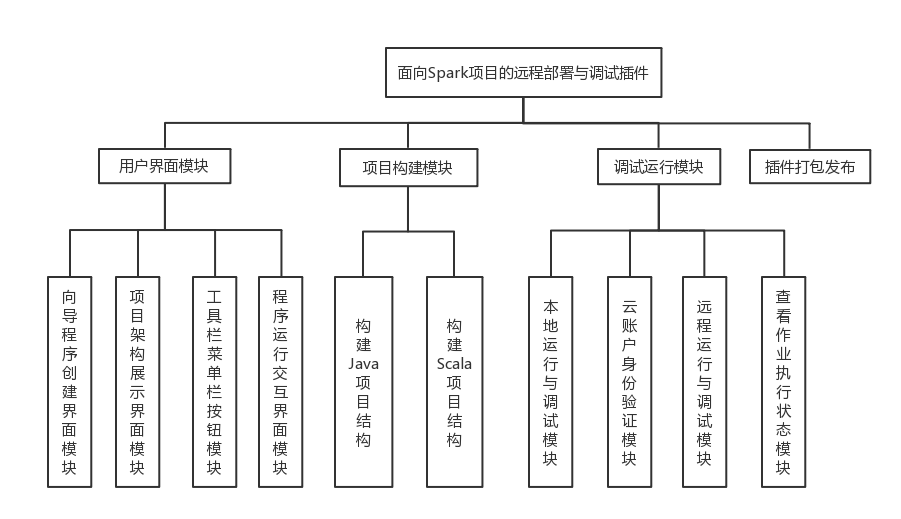 面向Spark项目的远程部署与调试插件
用户界面模块
项目构建模块
调试运行模块
插件打包发布
向导程序创建界面模块
项目架构展示界面模块
工具栏菜单栏按钮模块
程序运行交互界面模块
构建Java项目结构
构建Scala项目结构
本地运行与调试模块
云账户身份验证模块
远程运行与调试模块
查看作业执行状态模块